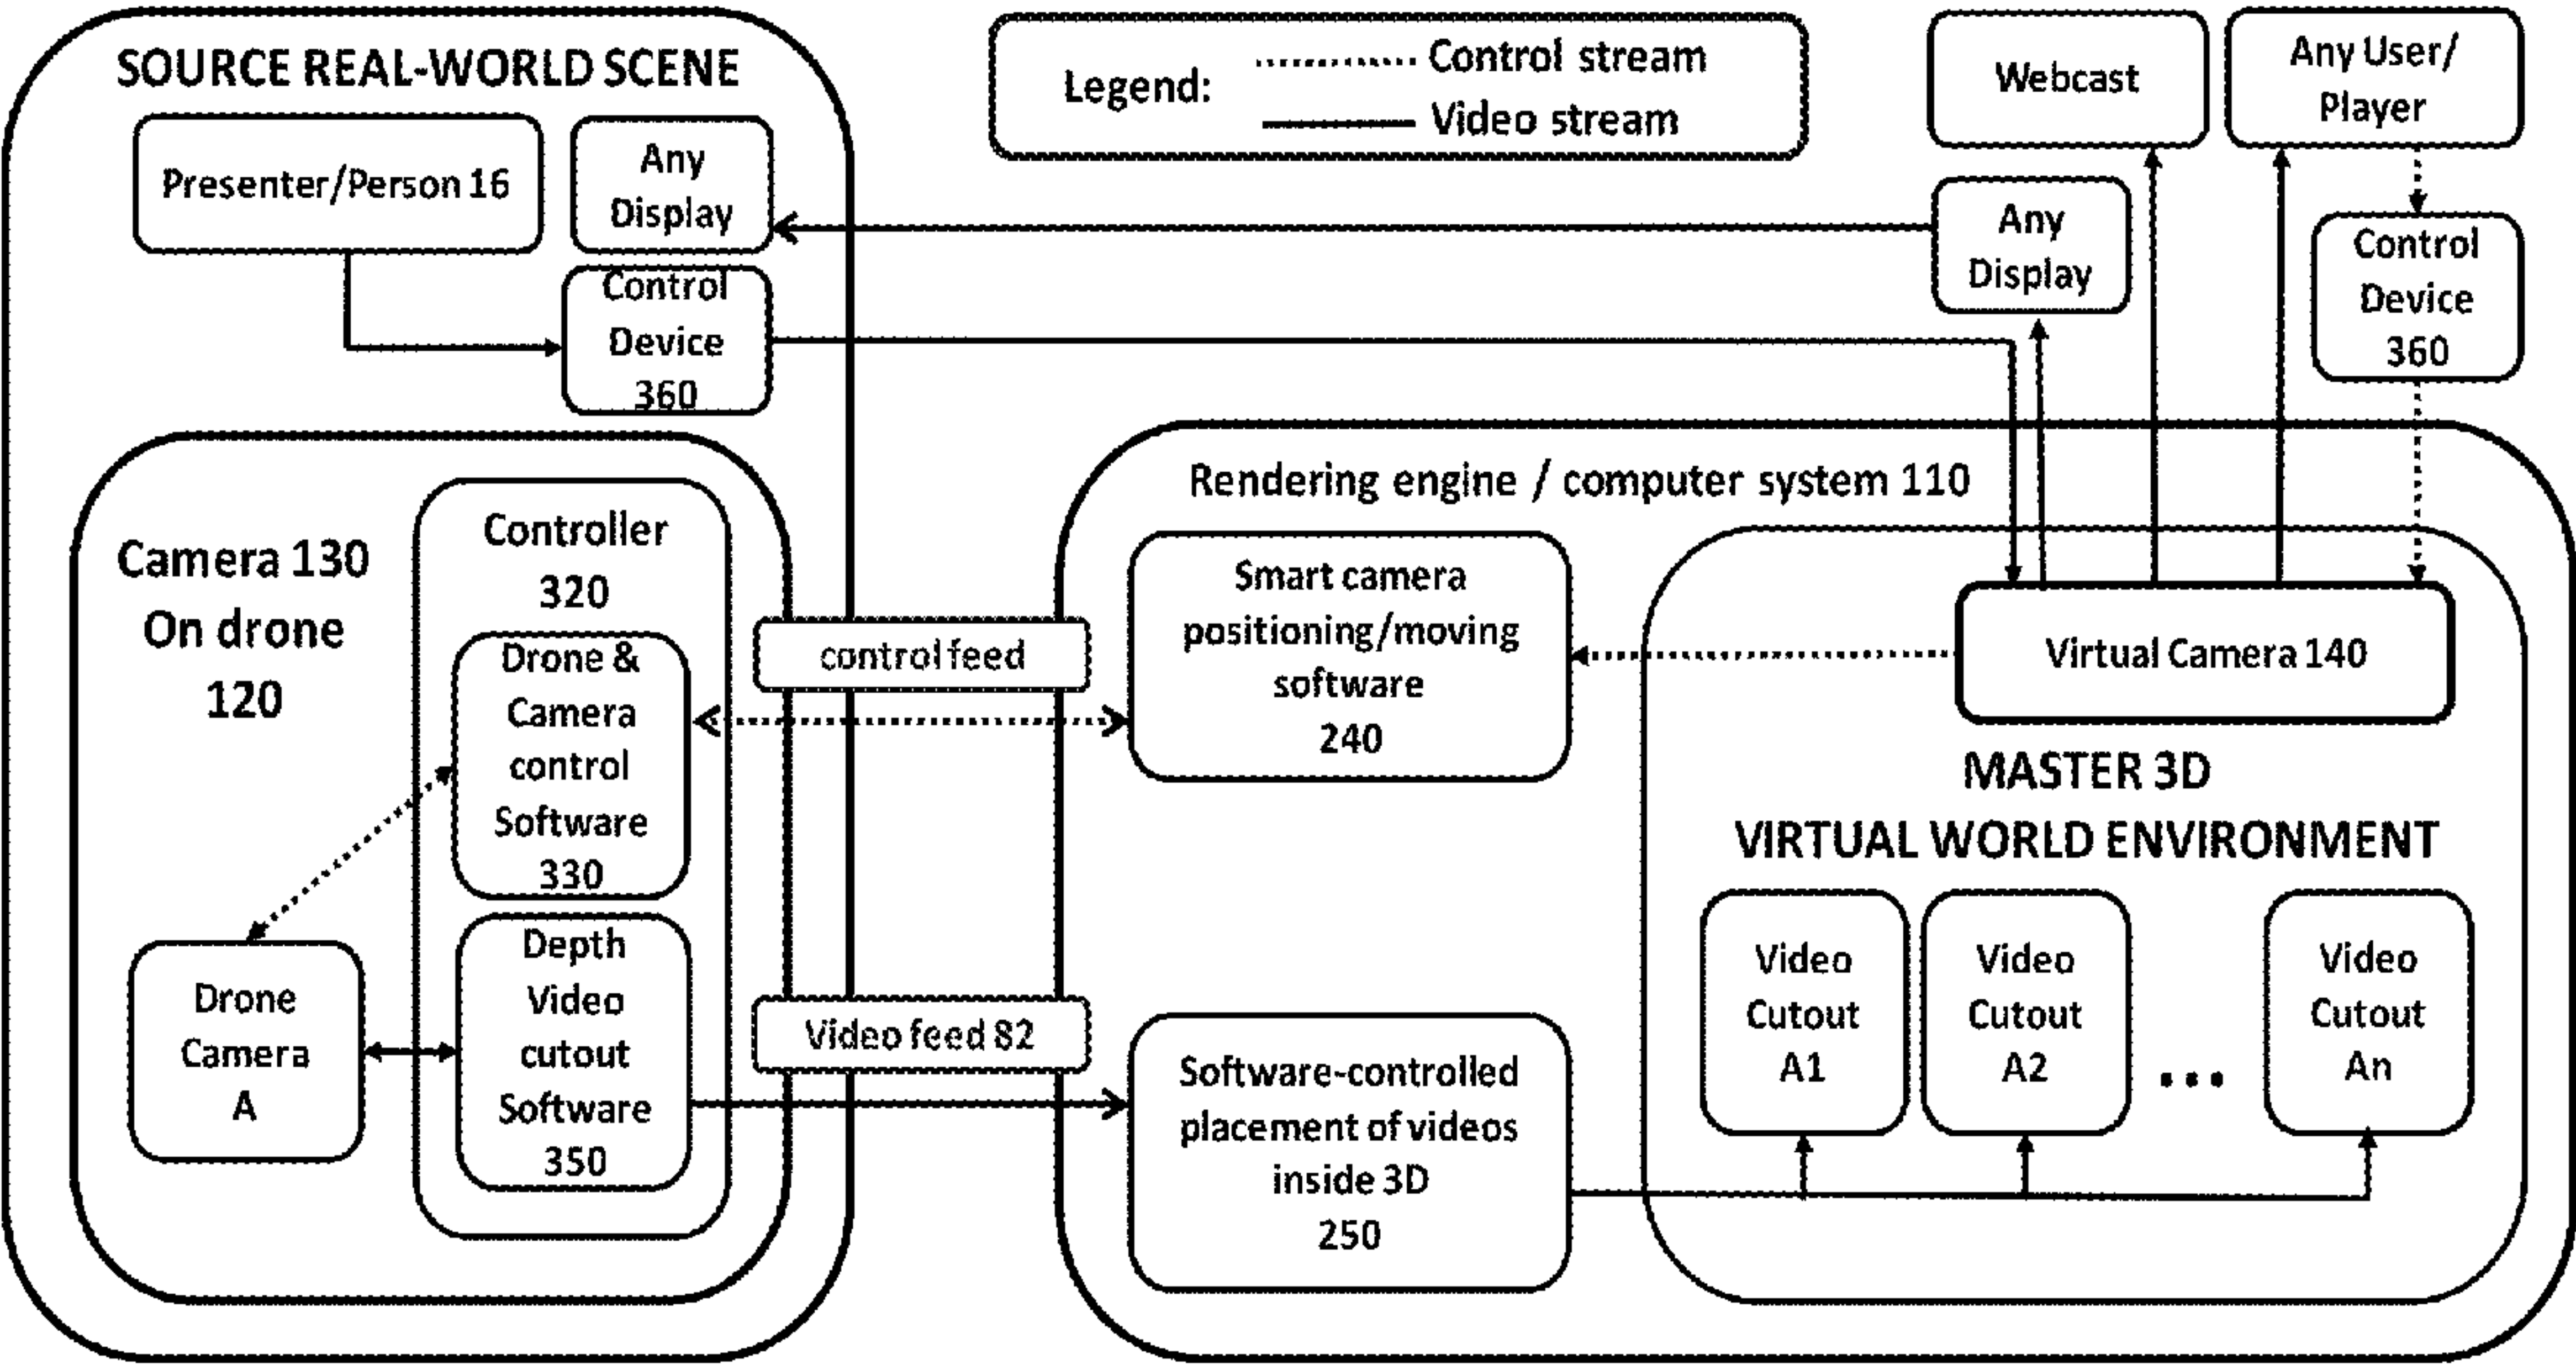 SOURCE REAL-WORLD SCENE
Presenter/Person 16
Any
Display
Control
Device
360
Legend:
Control stream
Video stream
Webcast
Any User/
Player
Any
Display
Control
Device
360
Camera 130
On drone
120
Controller
320
Drone &
Camera
control
Software
330
Drone
Camera
A
Depth
Video
cutout
Software
350
control feed
Video feed 82
Rendering engine / computer system 110
Smart camera
positioning/moving
software
240
Software-controlled
placement of videos
inside 3D
250
Virtual Camera 140
MASTER 3D
VIRTUAL WORLD ENVIRONMENT
Video
Cutout
A1
Video
Cutout
A2
...
Video
Cutout
An